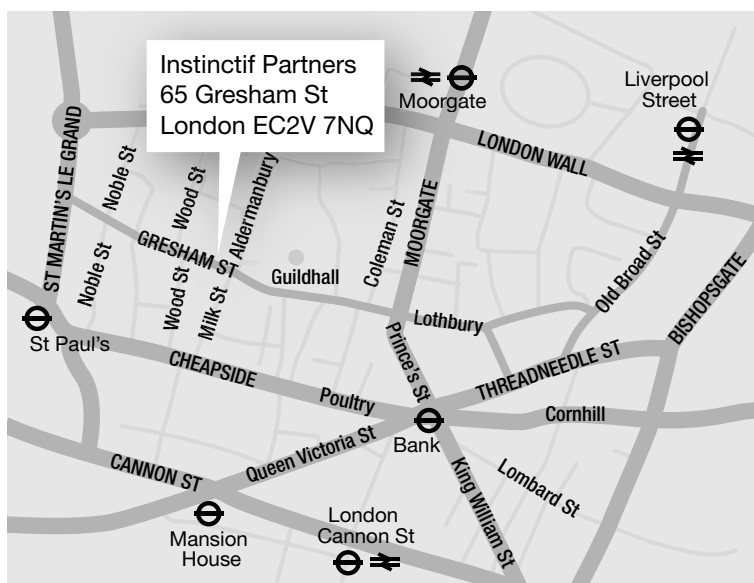 Instinctif Partners
65 Gresham St
London EC2V 7NQ
Moorgate
Liverpool
Street
LONDON WALL
ST MARTIN'S LE GRAND
Noble St
Wood St
Aldermanbury
Coleman St
MOORGATE
GRESHAM ST
Guildhall
Noble St
Wood St
Milk St
Old Broad St
BISHOPSGATE
Lothbury
St Paul's
CHEAPSIDE
Poultry
Prince's St
THREADNEEDLE ST
Cornhill
Bank
Queen Victoria St
CANNON ST
King William St
Lombard St
Mansion
House
London
Cannon St